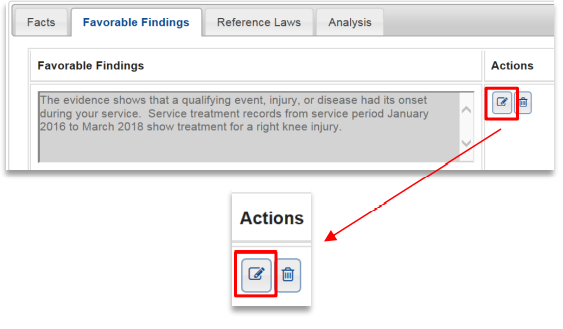 Facts Favorable Findings Reference Laws Analysis
Favorable Findings Actions
The evidence shows that a qualifying event, injury, or disease had its onset
during your service.  Service treatment records from service period January
2016 to March 2018 show treatment for a right knee injury.
Actions